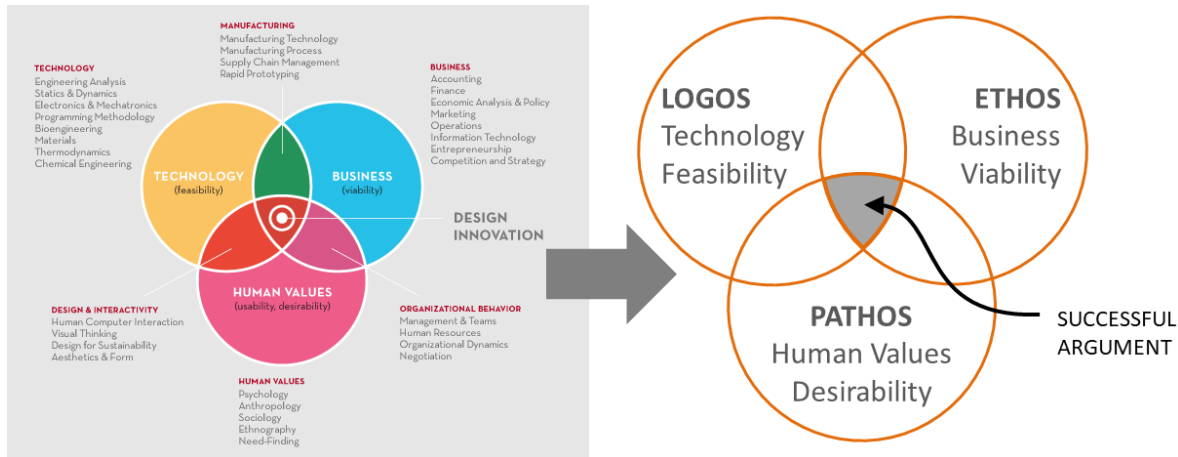 MANUFACTURING
Manufacturing Technology
Manufacturing Process
Supply Chain Management
Rapid Prototyping
TECHNOLOGY
Engineering Analysis
Statics & Dynamics
Electronics & Mechatronics
Programming Methodology
Bioengineering
Materials
Thermodynamics
Chemical Engineering
BUSINESS
Accounting
Finance
Economic Analysis & Policy
Marketing
Operations
Information Technology
Entrepreneurship
Competition and Strategy
TECHNOLOGY
(feasibility)
BUSINESS
(viability)
DESIGN
INNOVATION
HUMAN VALUES
(usability, desirability)
DESIGN & INTERACTIVITY
Human Computer Interaction
Visual Thinking
Design for Sustainability
Aesthetics & Form
ORGANIZATIONAL BEHAVIOR
Management & Teams
Human Resources
Organizational Dynamics
Negotiation
HUMAN VALUES
Psychology
Anthropology
Sociology
Ethnography
Need-Finding
LOGOS
Technology
Feasibility
ETHOS
Business
Viability
PATHOS
Human Values
Desirability
SUCCESSFUL
ARGUMENT